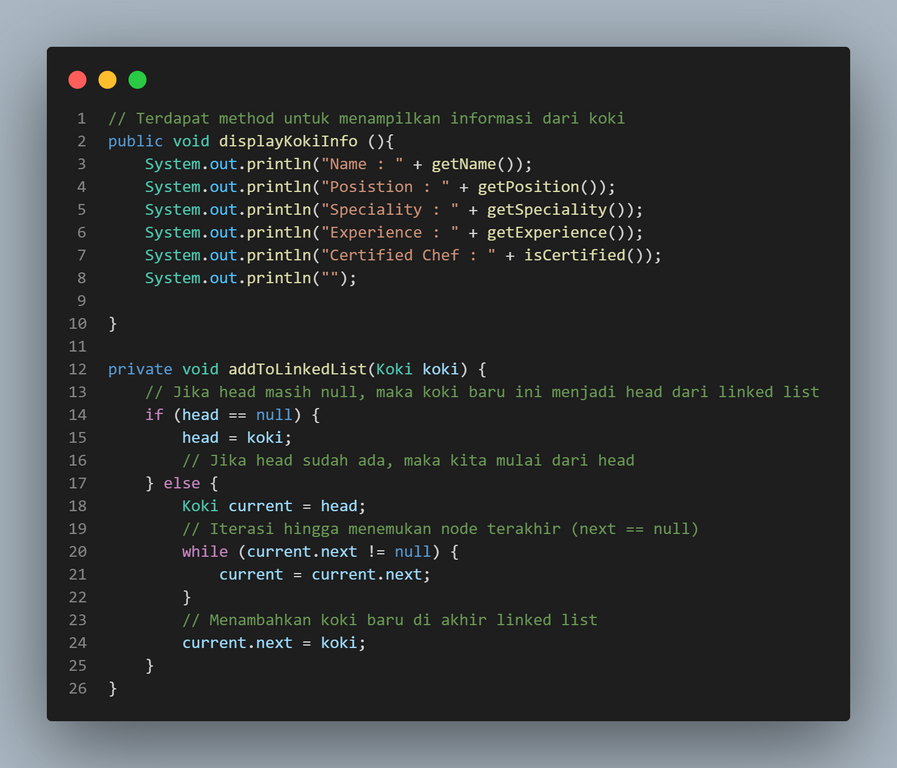 1 // Terdapat method untuk menampilkan informasi dari koki
2 public void displayKokiInfo (){
3     System.out.println("Name : " + getName());
4     System.out.println("Posistion : " + getPosition());
5     System.out.println("Speciality : " + getSpeciality());
6     System.out.println("Experience : " + getExperience());
7     System.out.println("Certified Chef : " + isCertified());
8     System.out.println("");
9
10 }
11
12 private void addToLinkedList(Koki koki) {
13     // Jika head masih null, maka koki baru ini menjadi head dari linked list
14     if (head == null) {
15         head = koki;
16         // Jika head sudah ada, maka kita mulai dari head
17     } else {
18         Koki current = head;
19         // Iterasi hingga menemukan node terakhir (next == null)
20         while (current.next != null) {
21             current = current.next;
22         }
23         // Menambahkan koki baru di akhir linked list
24         current.next = koki;
25     }
26 }